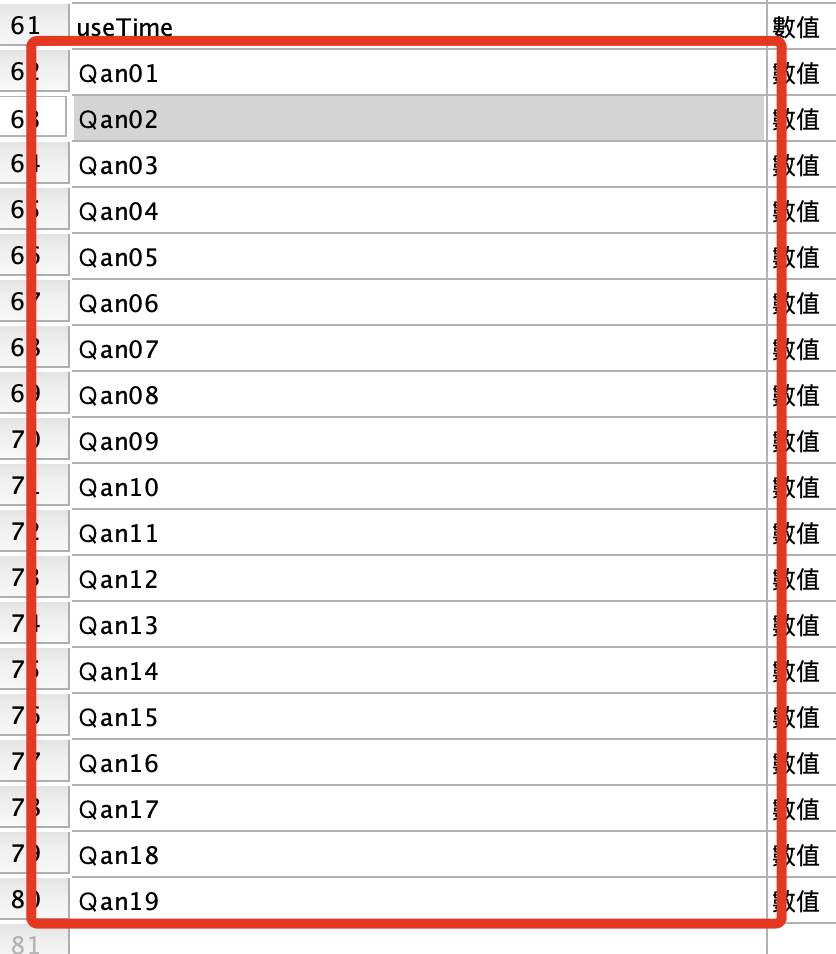 61 useTime 數值
62 Qan01 數值
63 Qan02 數值
64 Qan03 數值
65 Qan04 數值
66 Qan05 數值
67 Qan06 數值
68 Qan07 數值
69 Qan08 數值
70 Qan09 數值
71 Qan10 數值
72 Qan11 數值
73 Qan12 數值
74 Qan13 數值
75 Qan14 數值
76 Qan15 數值
77 Qan16 數值
78 Qan17 數值
79 Qan18 數值
80 Qan19 數值
81